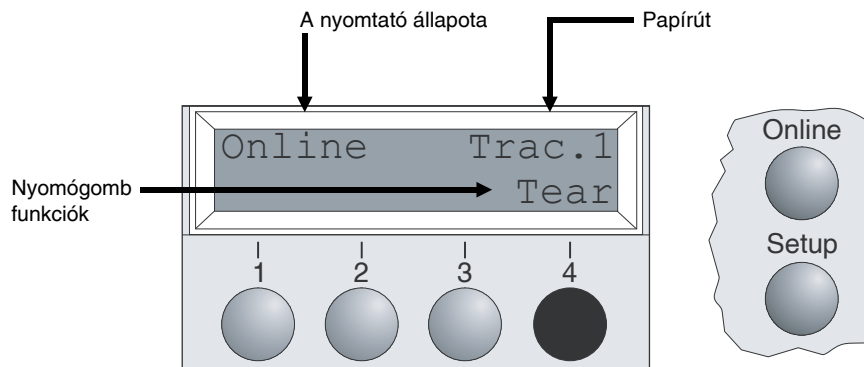 A nyomtató állapota
Papírút
Online Trac.1
Tear
Nyomógomb
funkciók
1 2 3 4
Online
Setup